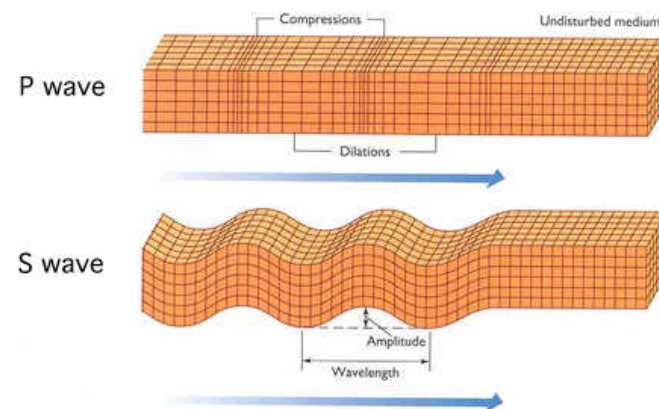 Compressions
Undisturbed medium
P wave
Dilations
S wave
Amplitude
Wavelength